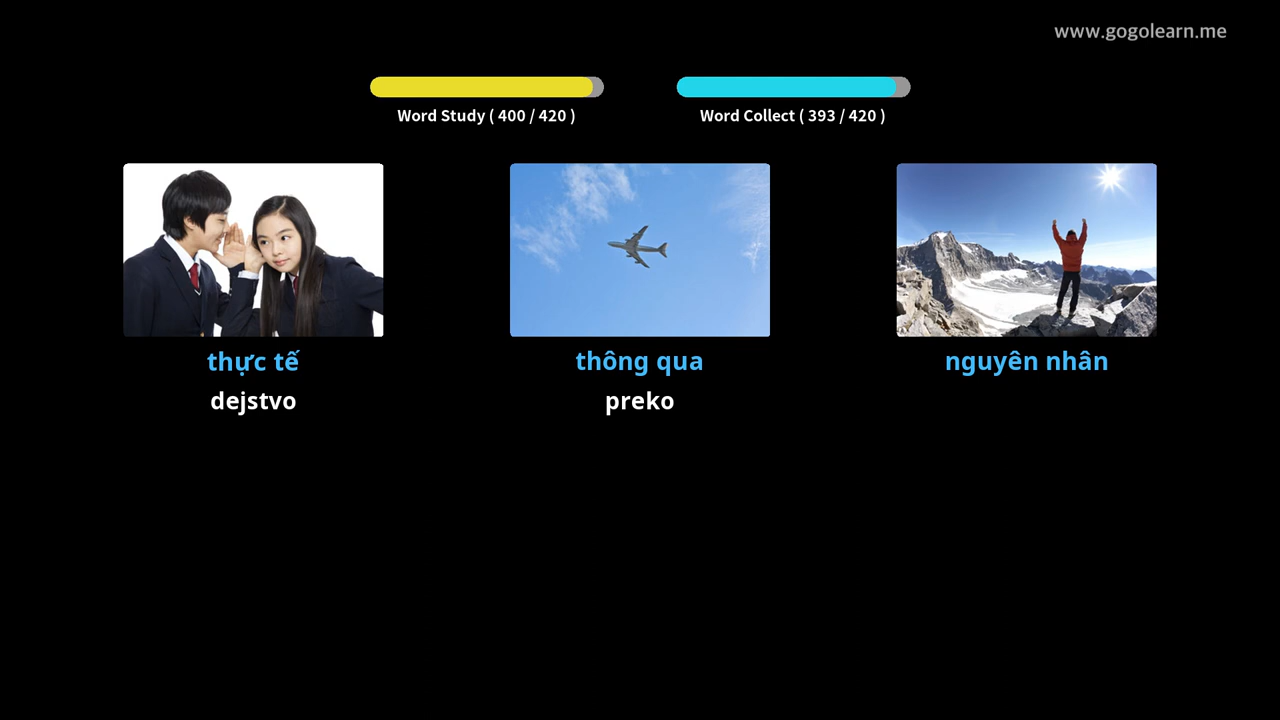 www.gogolearn.me
Word Study ( 400 / 420 )
Word Collect ( 393 / 420 )
thực tế
thông qua
nguyên nhân
dejstvo
preko